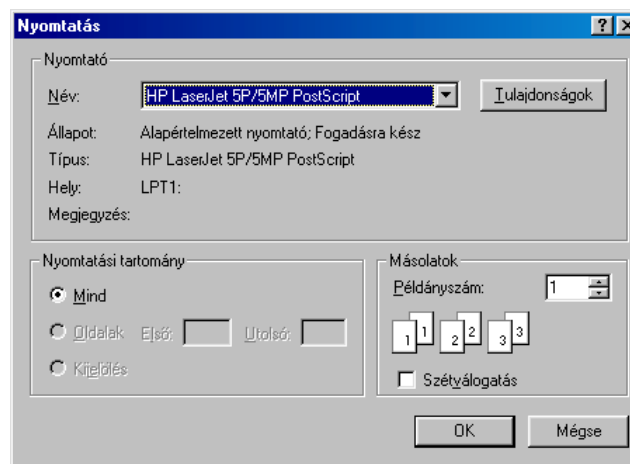 Nyomtatás
Nyomtató
Név: HP LaserJet 5P/5MP PostScript Tulajdonságok
Állapot: Alapértelmezett nyomtató; Fogadásra kész
Típus: HP LaserJet 5P/5MP PostScript
Hely: LPT1:
Megjegyzés:
Nyomtatási tartomány
Mind
Oldalak Első: Utolsó:
Kijelölés
Másolatok
Példányszám: 1
1 1 2 2 3 3
Szétválogatás
OK Mégse